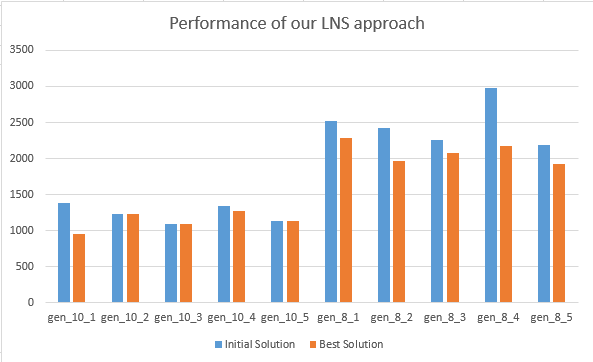 Performance of our LNS approach
3500
3000
2500
2000
1500
1000
500
0
gen_10_1 gen_10_2 gen_10_3 gen_10_4 gen_10_5 gen_8_1 gen_8_2 gen_8_3 gen_8_4 gen_8_5
Initial Solution Best Solution